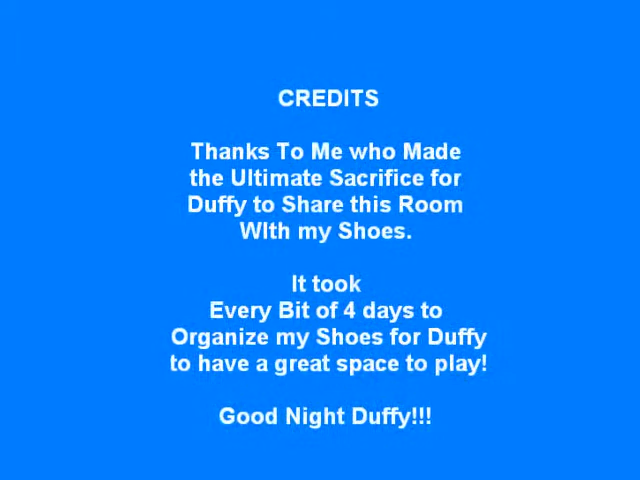 CREDITS
Thanks To Me who Made
the Ultimate Sacrifice for
Duffy to Share this Room
WIth my Shoes.
It took
Every Bit of 4 days to
Organize my Shoes for Duffy
to have a great space to play!
Good Night Duffy!!!